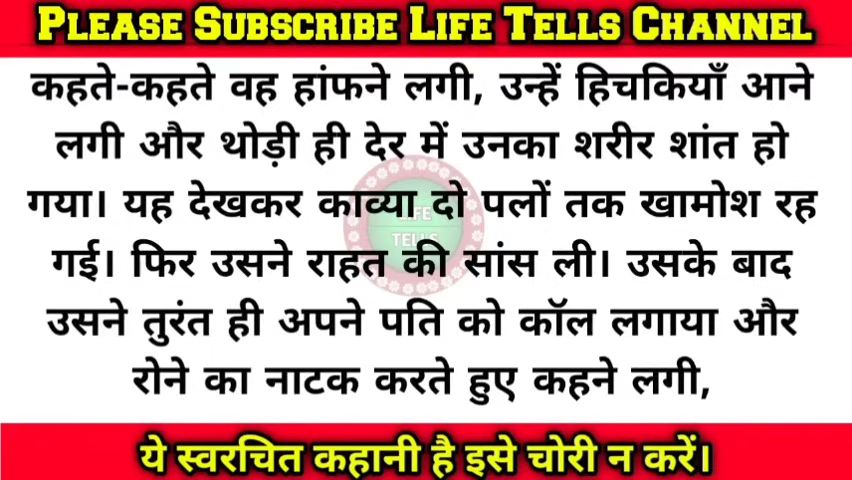 PLEASE SUBSCRIBE LIFE TELLS CHANNEL
कहते-कहते वह हांफने लगी, उन्हें हिचकियाँ आने
लगी और थोड़ी ही देर में उनका शरीर शांत हो
गया। यह देखकर काव्या दो पलों तक खामोश रह
LIFE
TELLS
गई। फिर उसने राहत की सांस ली। उसके बाद
उसने तुरंत ही अपने पति को कॉल लगाया और
रोने का नाटक करते हुए कहने लगी,
ये स्वरचित कहानी है इसे चोरी न करें।